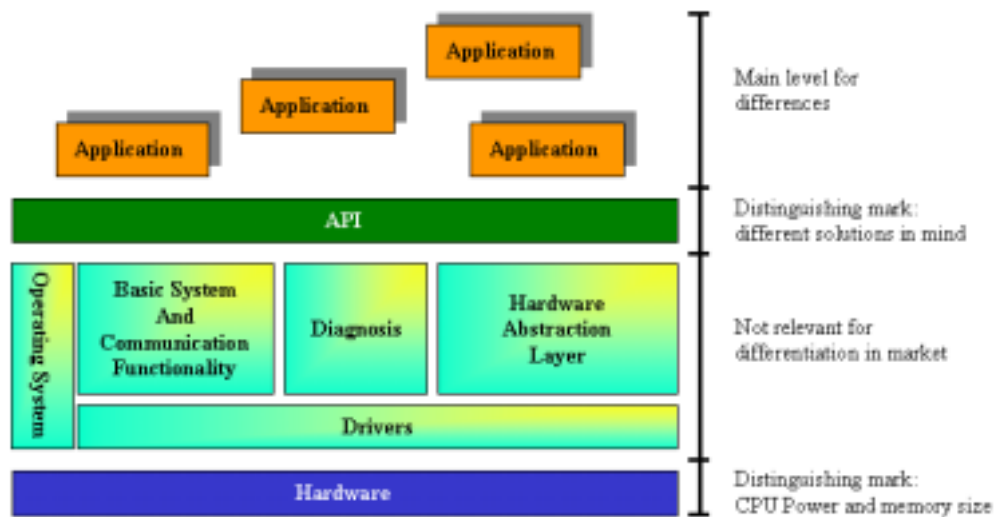 Application
Application
Application
Application
Main level for
differences
API
Distinguishing mark:
different solutions in mind
Operating System
Basic System
And
Communication
Functionality
Diagnosis
Hardware
Abstraction
Layer
Not relevant for
differentiation in market
Drivers
Hardware
Distinguishing mark:
CPU Power and memory size